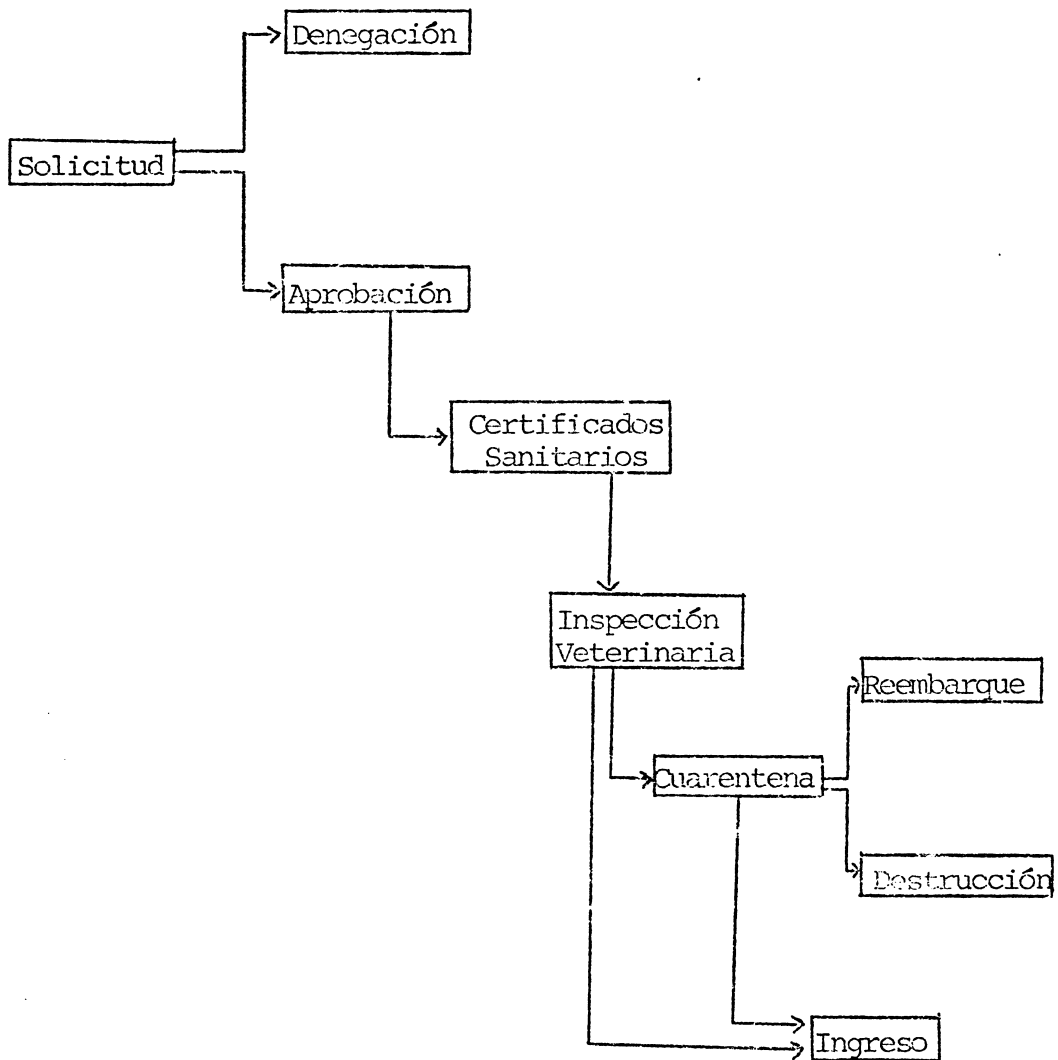 Denegación
Solicitud
Aprobación
Certificados
Sanitarios
Inspección
Veterinaria
Reembarque
Cuarentena
Destrucción
Ingreso